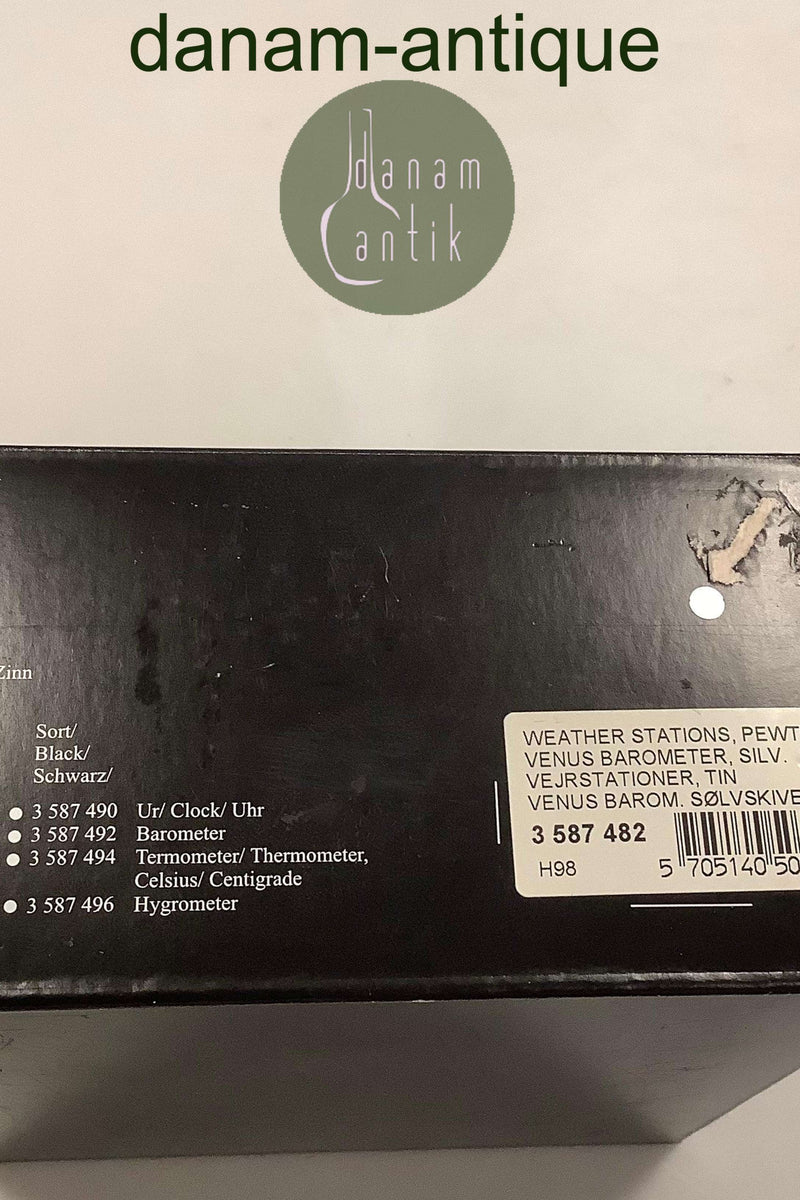 danam-antique
danam
antik
Zinn
Sort/
Black/
Schwarz/
3 587 490 Ur/ Clock/ Uhr
3 587 492 Barometer
3 587 494 Termometer/ Thermometer,
Celsius/ Centigrade
3 587 496 Hygrometer
WEATHER STATIONS, PEWT
VENUS BAROMETER, SILV.
VEJRSTATIONER, TIN
VENUS BAROM. SØLVSKIVE
3 587 482
H98
5 705140 50